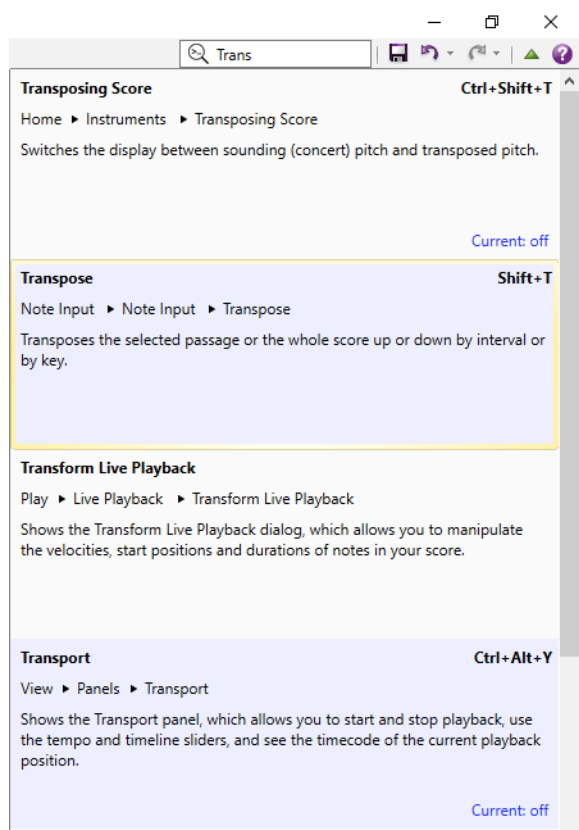 Trans
Transposing Score Ctrl+Shift+T
Home ▸ Instruments ▸ Transposing Score
Switches the display between sounding (concert) pitch and transposed pitch.
Current: off
Transpose Shift+T
Note Input ▸ Note Input ▸ Transpose
Transposes the selected passage or the whole score up or down by interval or
by key.
Transform Live Playback
Play ▸ Live Playback ▸ Transform Live Playback
Shows the Transform Live Playback dialog, which allows you to manipulate
the velocities, start positions and durations of notes in your score.
Transport Ctrl+Alt+Y
View ▸ Panels ▸ Transport
Shows the Transport panel, which allows you to start and stop playback, use
the tempo and timeline sliders, and see the timecode of the current playback
position.
Current: off